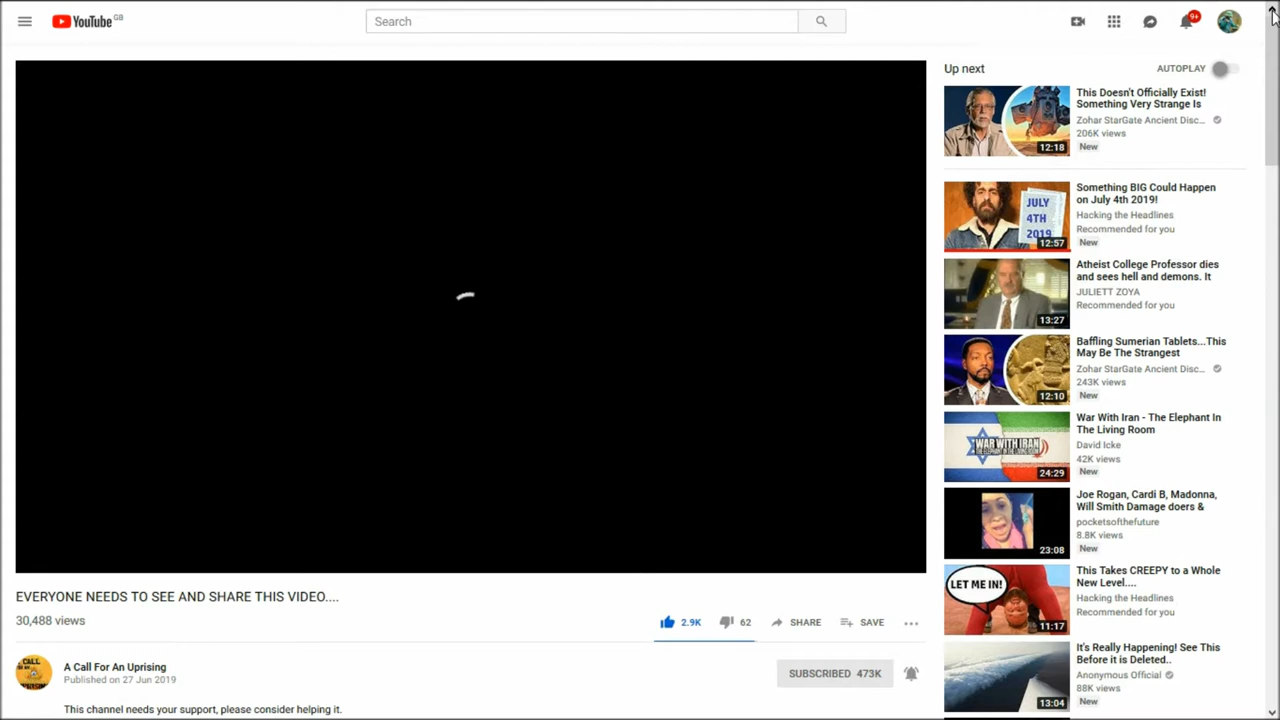 YouTube GB
Search
9+
Up next
AUTOPLAY
This Doesn't Officially Exist!
Something Very Strange Is
Zohar StarGate Ancient Disc...
206K views
New
12:18
Something BIG Could Happen
on July 4th 2019!
Hacking the Headlines
Recommended for you
New
JULY
4TH
2019
12:57
Atheist College Professor dies
and sees hell and demons. It
JULIETT ZOYA
Recommended for you
13:27
Baffling Sumerian Tablets...This
May Be The Strangest
Zohar StarGate Ancient Disc...
243K views
New
12:10
War With Iran - The Elephant In
The Living Room
David Icke
42K views
New
WAR WITH IRAN
THE ELEPHANT IN THE LIVING ROOM
24:29
Joe Rogan, Cardi B, Madonna,
Will Smith Damage doers &
pocketsofthefuture
8.8K views
New
23:08
This Takes CREEPY to a Whole
New Level....
Hacking the Headlines
Recommended for you
LET ME IN!
11:17
It's Really Happening! See This
Before it is Deleted..
Anonymous Official
88K views
New
13:04
EVERYONE NEEDS TO SEE AND SHARE THIS VIDEO....
30,488 views
2.9K
62
SHARE
SAVE
A Call For An Uprising
Published on 27 Jun 2019
SUBSCRIBED 473K
This channel needs your support, please consider helping it.